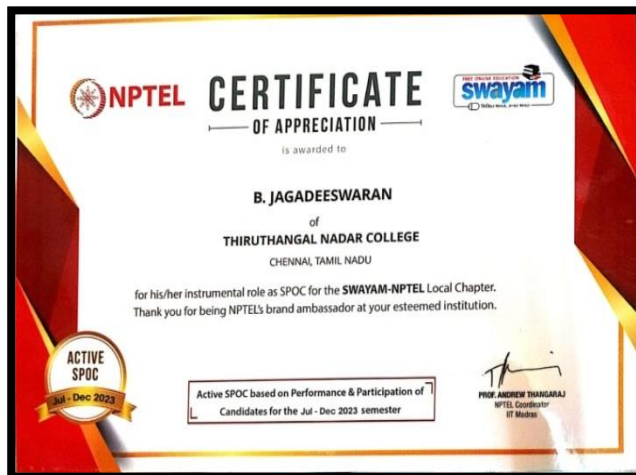 NPTEL
CERTIFICATE
OF APPRECIATION
FREE ONLINE EDUCATION
swayam
is awarded to
B. JAGADEESWARAN
of
THIRUTHANGAL NADAR COLLEGE
CHENNAI, TAMIL NADU
for his/her instrumental role as SPOC for the SWAYAM-NPTEL Local Chapter.
Thank you for being NPTEL's brand ambassador at your esteemed institution.
ACTIVE
SPOC
Jul - Dec 2023
Active SPOC based on Performance & Participation of
Candidates for the Jul - Dec 2023 semester
PROF. ANDREW THANGARAJ
NPTEL Coordinator
IIT Madras